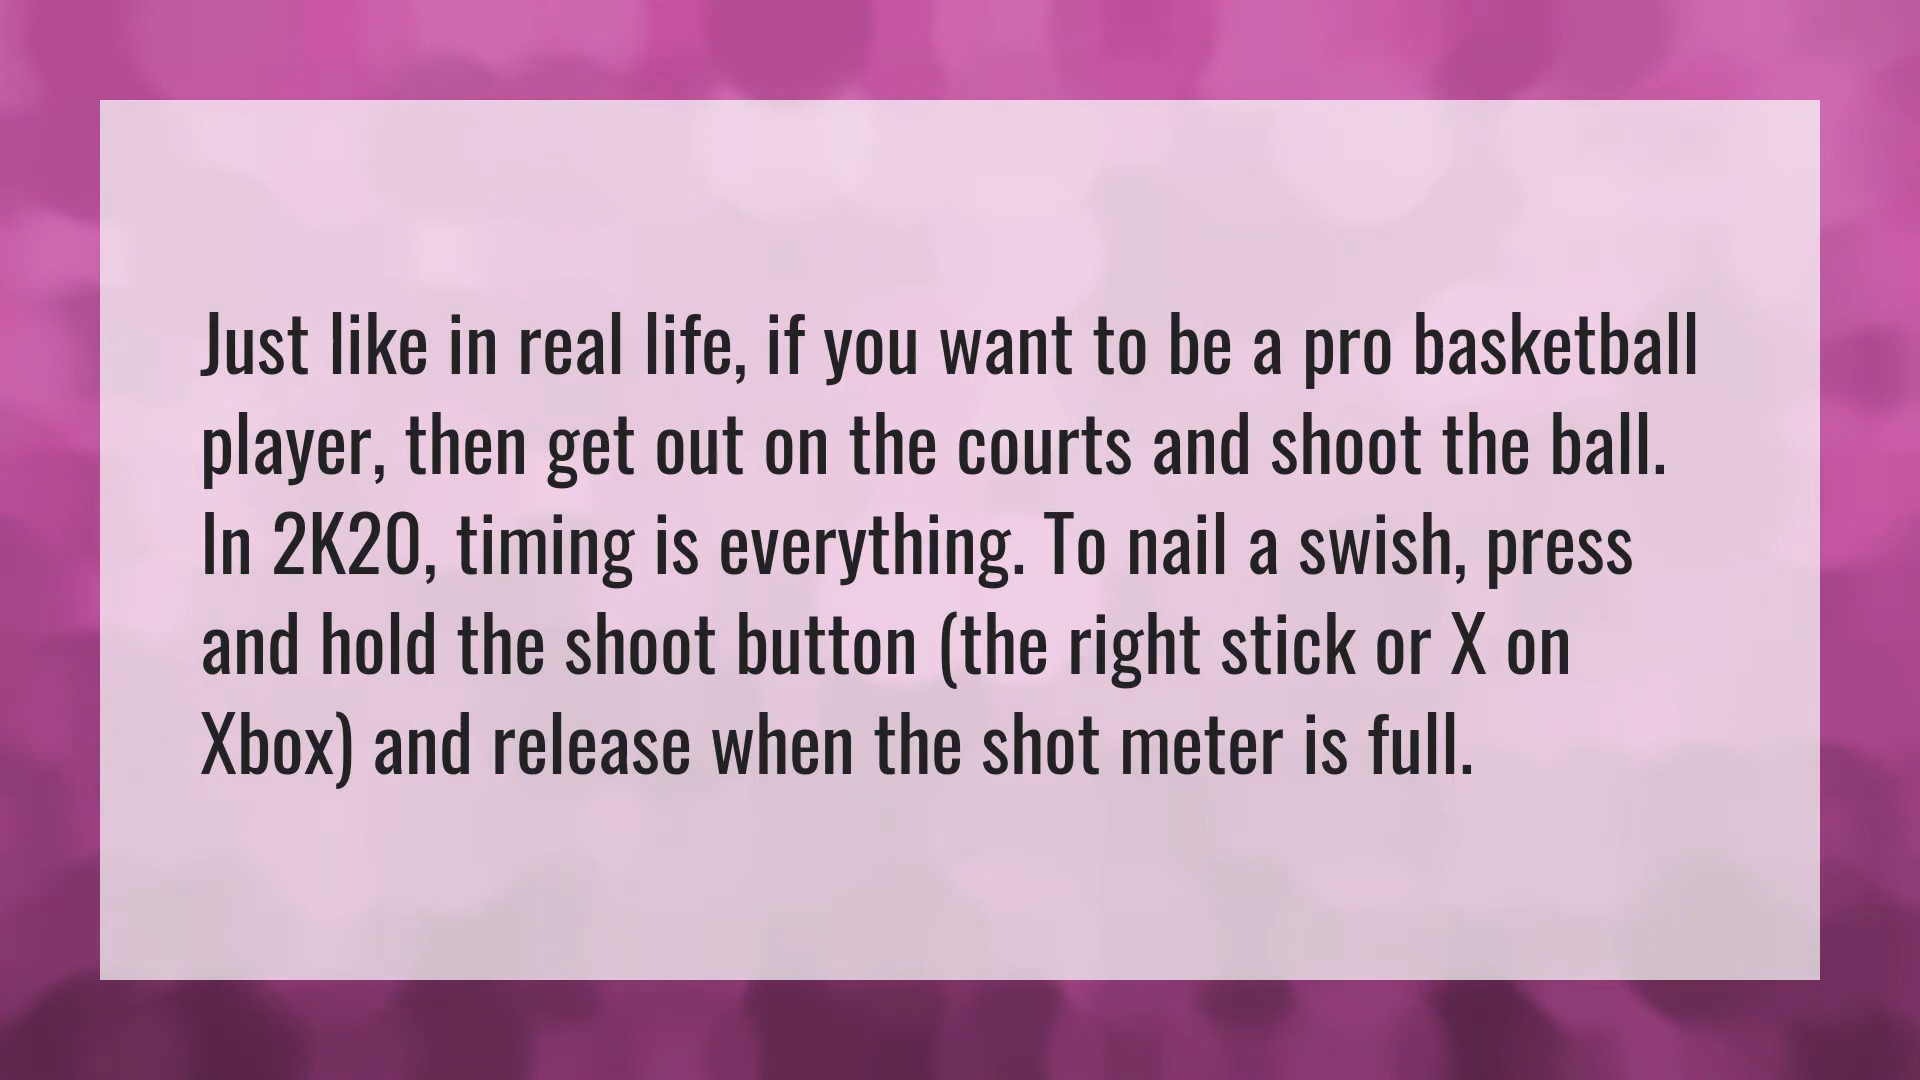 Just like in real life, if you want to be a pro basketball
player, then get out on the courts and shoot the ball.
In 2K20, timing is everything. To nail a swish, press
and hold the shoot button (the right stick or X on
Xbox) and release when the shot meter is full.